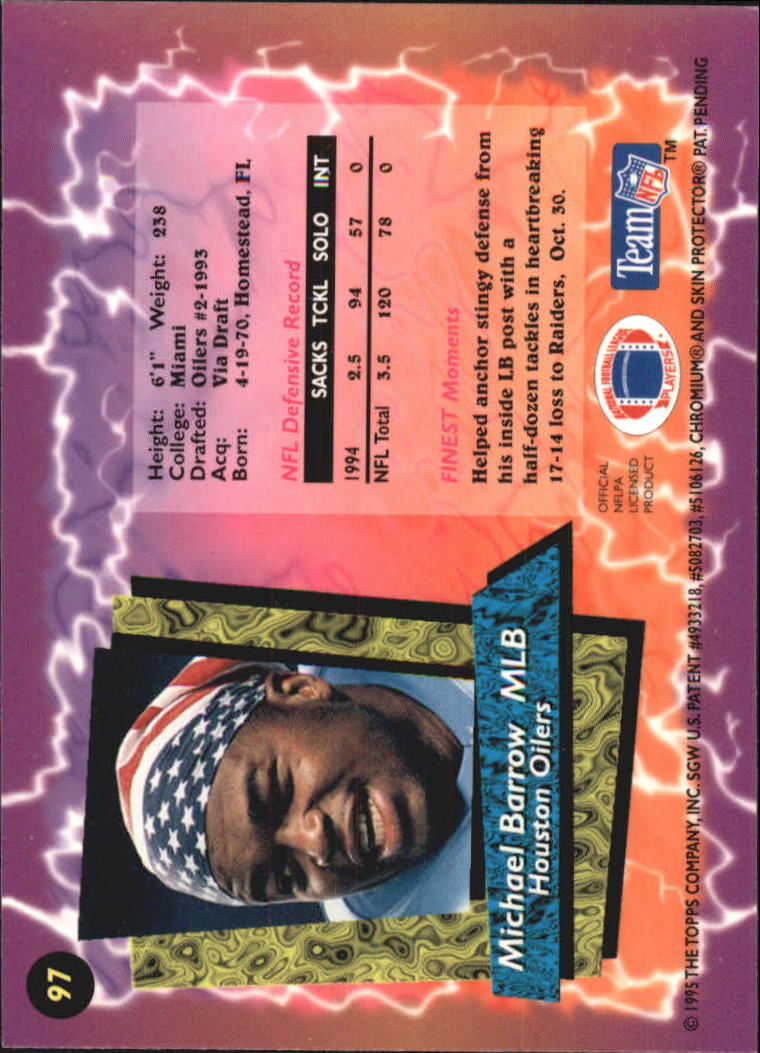 97
Michael Barrow MLB
Houston Oilers
Height: 6'1" Weight: 238
College: Miami
Drafted: Oilers #2-1993
Acq: Via Draft
Born: 4-19-70, Homestead, FL
NFL Defensive Record
SACKS TCKL SOLO INT
1994 2.5 94 57 0
NFL Total 3.5 120 78 0
FINEST Moments
Helped anchor stingy defense from
his inside LB post with a
half-dozen tackles in heartbreaking
17-14 loss to Raiders, Oct. 30.
OFFICIAL
NFLPA
LICENSED
PRODUCT
NATIONAL FOOTBALL LEAGUE
PLAYERS
Team NFL TM
© 1995 THE TOPPS COMPANY, INC. SGW U.S. PATENT #4933218, #5082703, #5106126, CHROMIUM® AND SKIN PROTECTOR® PAT. PENDING